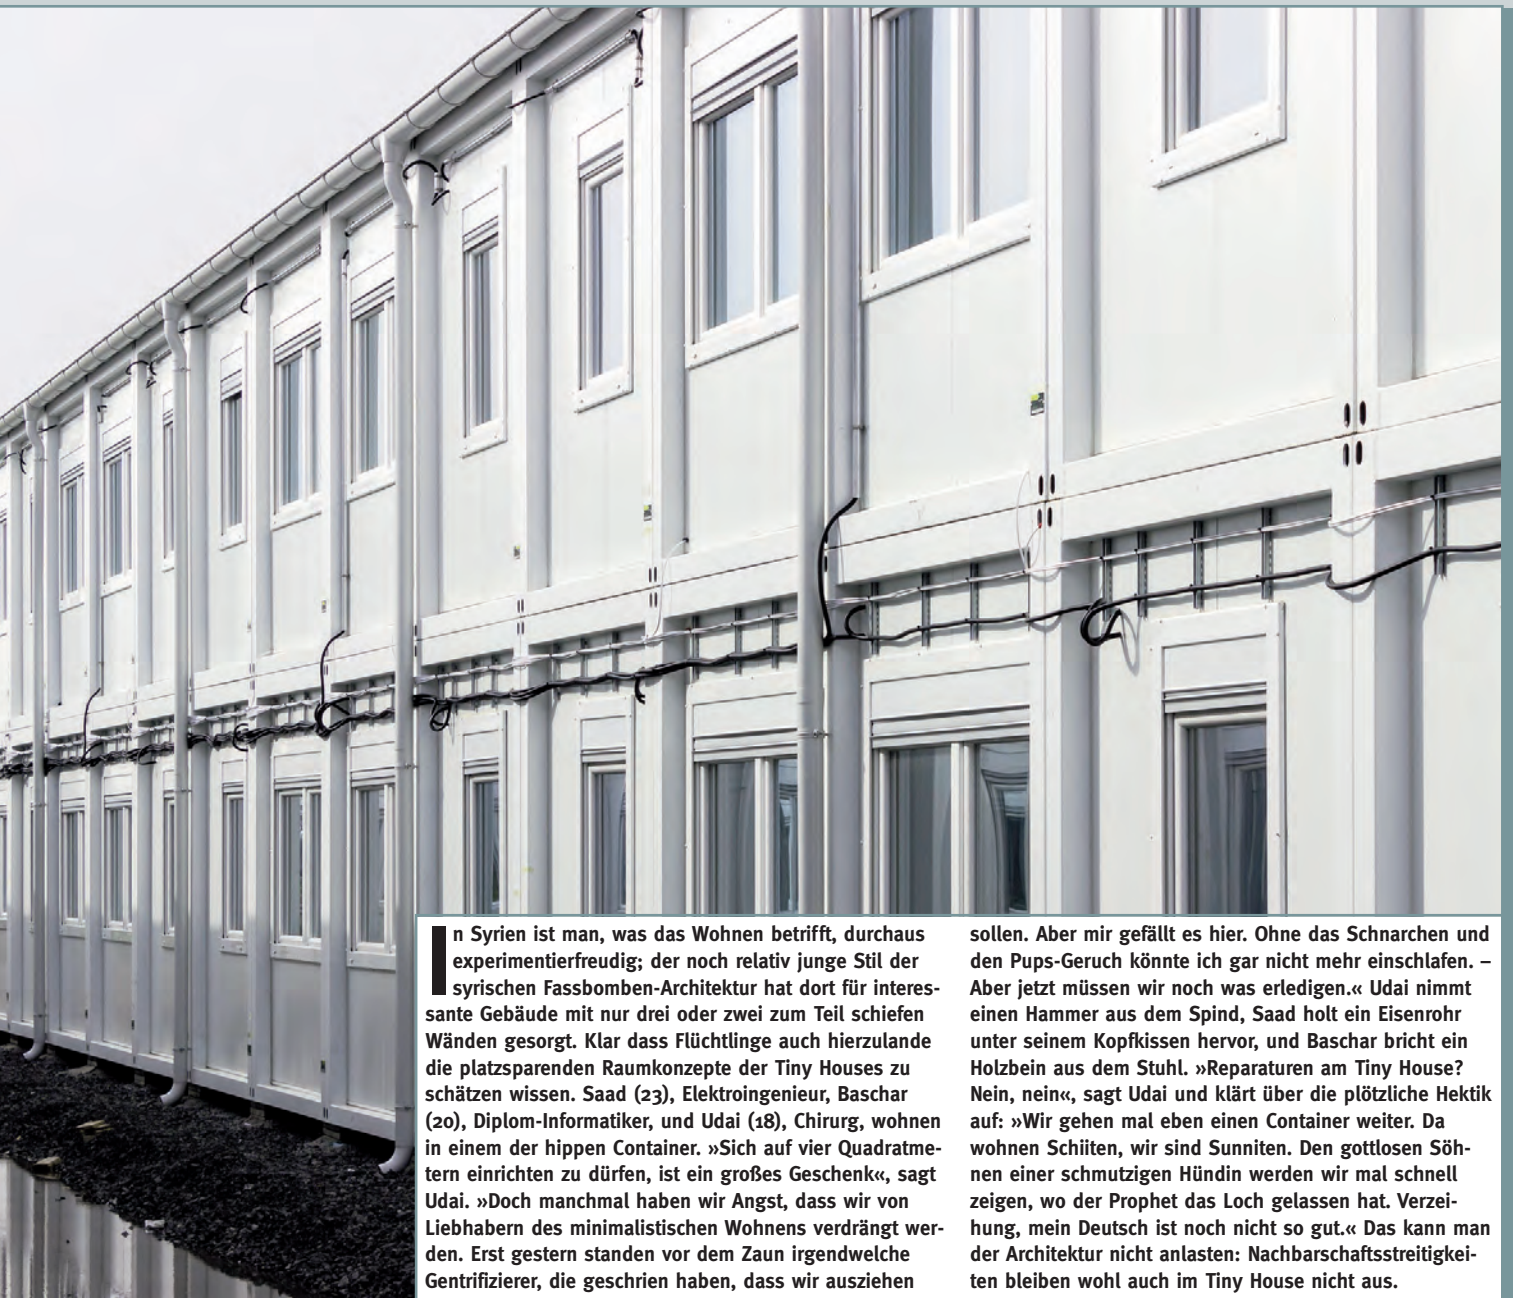 In Syrien ist man, was das Wohnen betrifft, durchaus
experimentierfreudig; der noch relativ junge Stil der
syrischen Fassbomben-Architektur hat dort für interes-
sante Gebäude mit nur drei oder zwei zum Teil schiefen
Wänden gesorgt. Klar dass Flüchtlinge auch hierzulande
die platzsparenden Raumkonzepte der Tiny Houses zu
schätzen wissen. Saad (23), Elektroingenieur, Baschar
(20), Diplom-Informatiker, und Udai (18), Chirurg, wohnen
in einem der hippen Container. »Sich auf vier Quadratme-
tern einrichten zu dürfen, ist ein großes Geschenk«, sagt
Udai. »Doch manchmal haben wir Angst, dass wir von
Liebhabern des minimalistischen Wohnens verdrängt wer-
den. Erst gestern standen vor dem Zaun irgendwelche
Gentrifizierer, die geschrien haben, dass wir ausziehen
sollen. Aber mir gefällt es hier. Ohne das Schnarchen und
den Pups-Geruch könnte ich gar nicht mehr einschlafen. –
Aber jetzt müssen wir noch was erledigen.« Udai nimmt
einen Hammer aus dem Spind, Saad holt ein Eisenrohr
unter seinem Kopfkissen hervor, und Baschar bricht ein
Holzbein aus dem Stuhl. »Reparaturen am Tiny House?
Nein, nein«, sagt Udai und klärt über die plötzliche Hektik
auf: »Wir gehen mal eben einen Container weiter. Da
wohnen Schiiten, wir sind Sunniten. Den gottlosen Söh-
nen einer schmutzigen Hündin werden wir mal schnell
zeigen, wo der Prophet das Loch gelassen hat. Verzei-
hung, mein Deutsch ist noch nicht so gut.« Das kann man
der Architektur nicht anlasten: Nachbarschaftsstreitigkei-
ten bleiben wohl auch im Tiny House nicht aus.